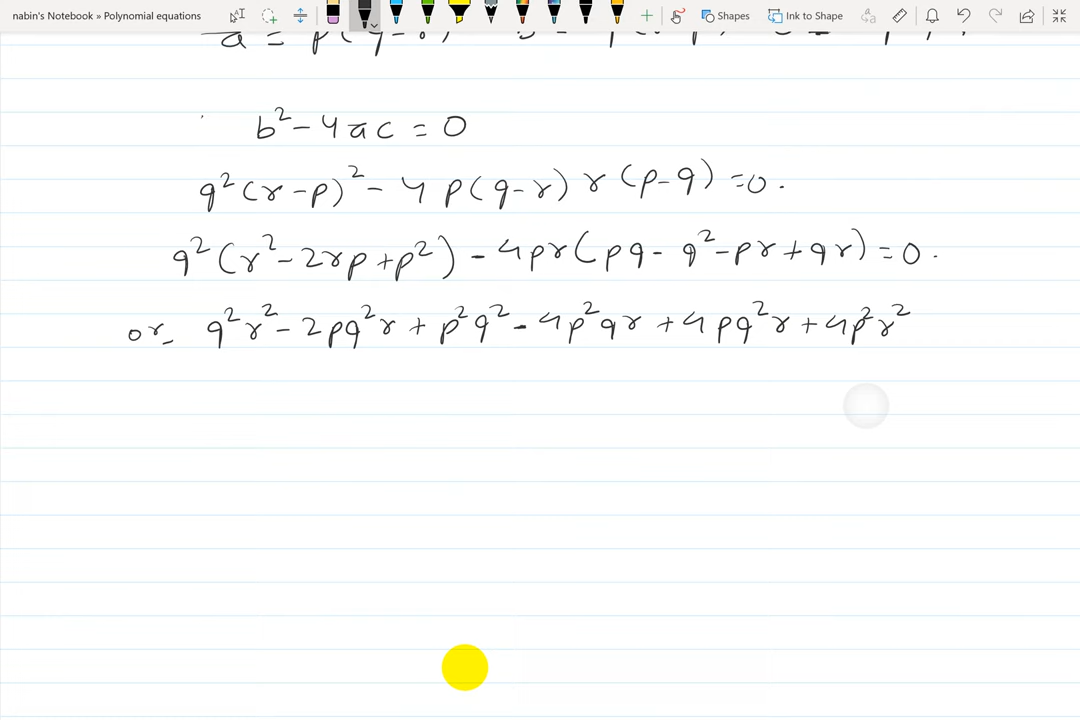 nabin's Notebook » Polynomial equations Shapes Ink to Shape
b² - 4ac = 0
q²(r-p)² - 4p(q-r)r(p-q) = 0.
q²(r² - 2rp + p²) - 4pr(pq - q² - pr + qr) = 0.
or q²r² - 2pq²r + p²q² - 4p²qr + 4pq²r + 4p²r²